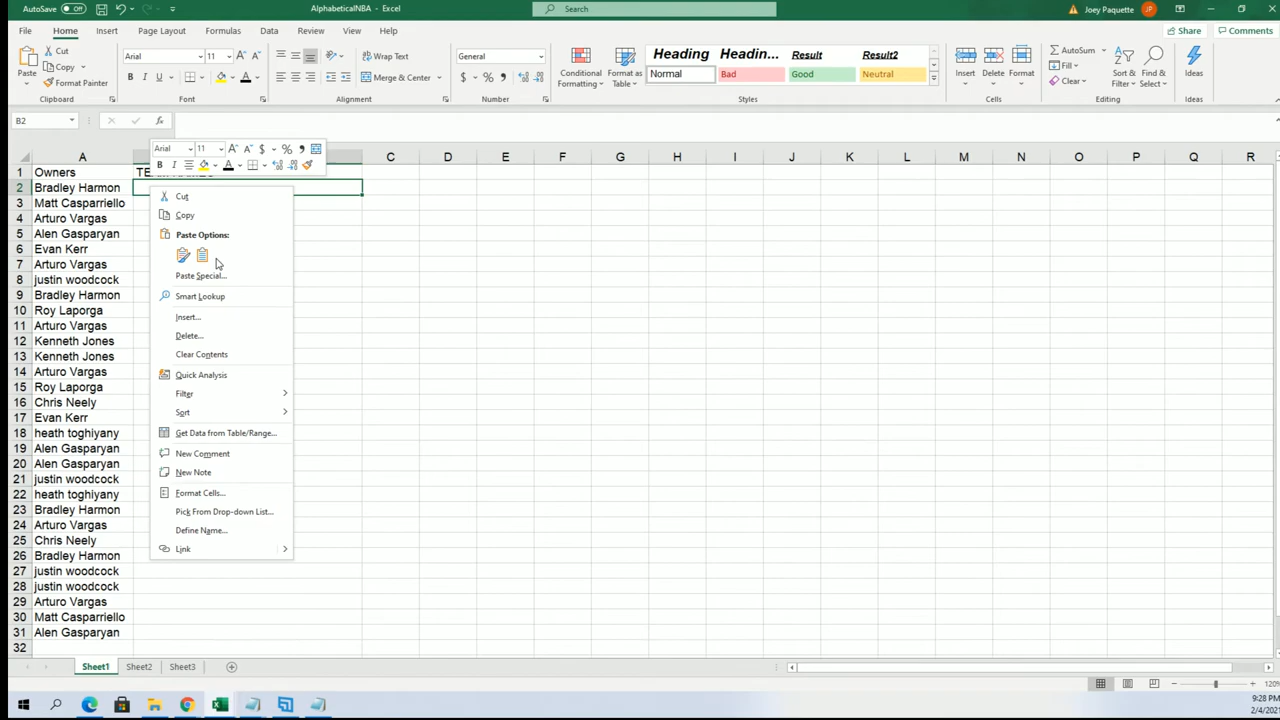 AutoSave Off AlphabeticalNBA - Excel Search Joey Paquette JP
File Home Insert Page Layout Formulas Data Review View Help Share Comments
Paste Cut Copy Format Painter Clipboard
Arial 11 B I U A Font
Wrap Text Merge & Center Alignment
General $ % , Number
Conditional Formatting Format as Table
Heading Headin... Result Result2
Normal Bad Good Neutral Styles
Insert Delete Format Cells
AutoSum Fill Clear Sort & Filter Find & Select Editing
Ideas Ideas
B2 fx
Arial 11 A A $ % ,
B I A
A C D E F G H I J K L M N O P Q R
1 Owners
2 Bradley Harmon
3 Matt Casparriello
4 Arturo Vargas
5 Alen Gasparyan
6 Evan Kerr
7 Arturo Vargas
8 justin woodcock
9 Bradley Harmon
10 Roy Laporga
11 Arturo Vargas
12 Kenneth Jones
13 Kenneth Jones
14 Arturo Vargas
15 Roy Laporga
16 Chris Neely
17 Evan Kerr
18 heath toghiyany
19 Alen Gasparyan
20 Alen Gasparyan
21 justin woodcock
22 heath toghiyany
23 Bradley Harmon
24 Arturo Vargas
25 Chris Neely
26 Bradley Harmon
27 justin woodcock
28 justin woodcock
29 Arturo Vargas
30 Matt Casparriello
31 Alen Gasparyan
32
Cut
Copy
Paste Options:
Paste Special...
Smart Lookup
Insert...
Delete...
Clear Contents
Quick Analysis
Filter
Sort
Get Data from Table/Range...
New Comment
New Note
Format Cells...
Pick From Drop-down List...
Define Name...
Link
Sheet1 Sheet2 Sheet3
120%
9:28 PM
2/4/2021